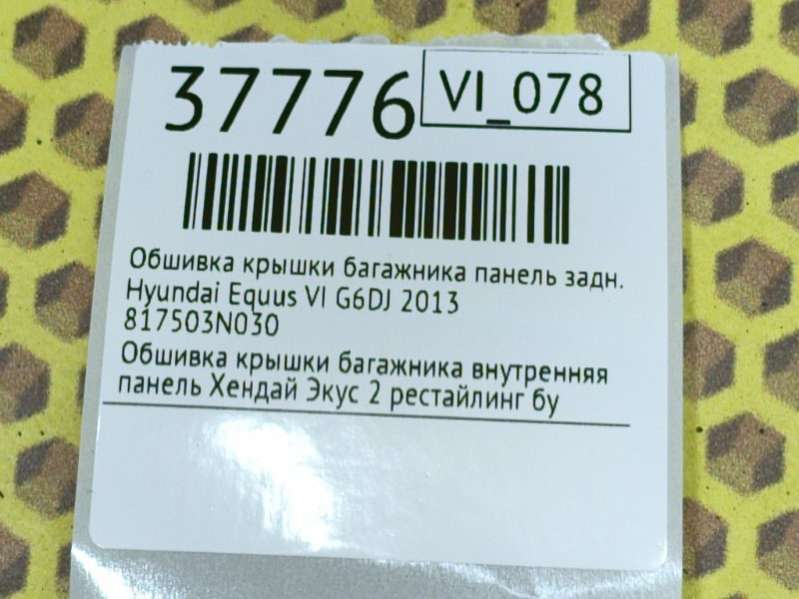 37776
VI_078
Обшивка крышки багажника панель задн.
Hyundai Equus VI G6DJ 2013
817503N030
Обшивка крышки багажника внутренняя
панель Хендай Экус 2 рестайлинг бу